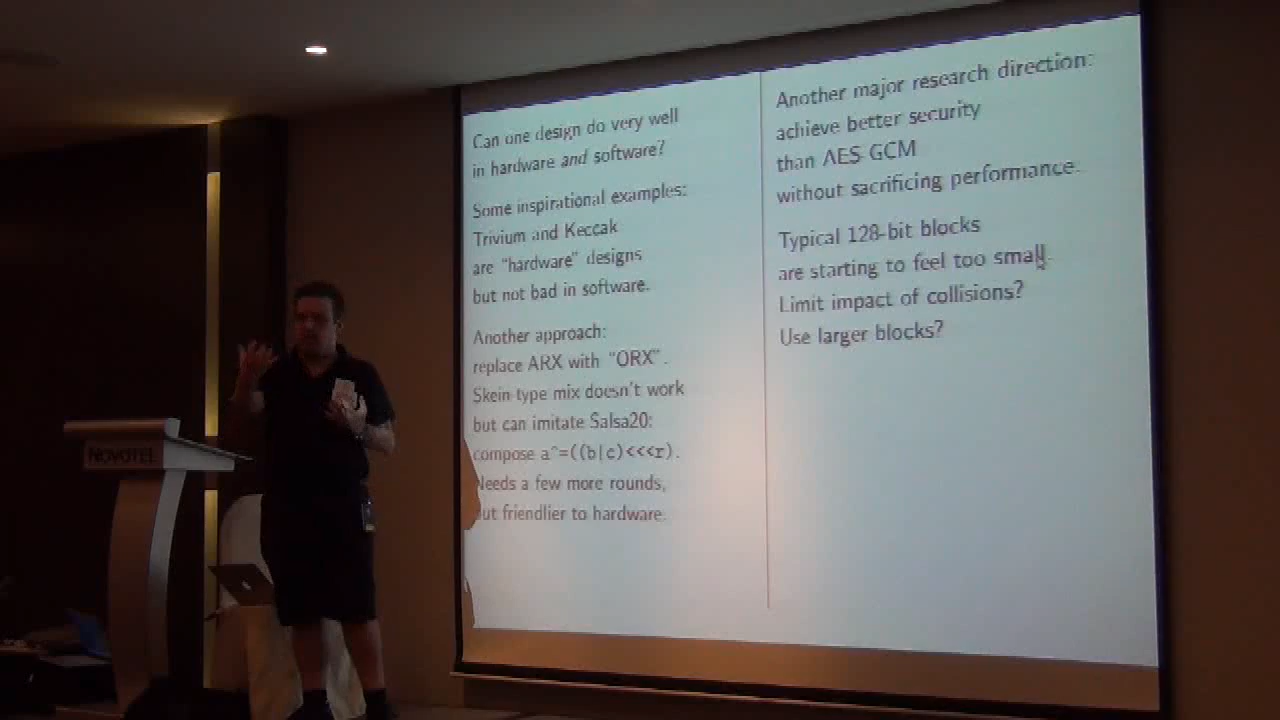 Can one design do very well
in hardware and software?
Some inspirational examples:
Trivium and Keccak
are "hardware" designs
but not bad in software.
Another approach:
replace ARX with "ORX".
Skein-type mix doesn't work
but can imitate Salsa20:
compose a^=((b|c)<<<r).
Needs a few more rounds,
but friendlier to hardware.
Another major research direction:
achieve better security
than AES-GCM
without sacrificing performance.
Typical 128-bit blocks
are starting to feel too small.
Limit impact of collisions?
Use larger blocks?
NOVOTEL